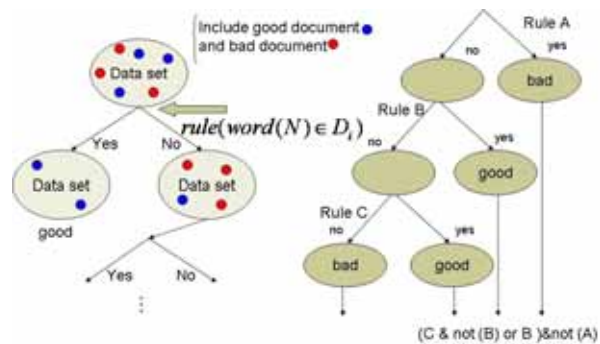 Include good document
and bad document
Data set
rule(word(N)∈D_i)
Yes
No
Data set
Data set
good
Yes
No
...
Rule A
no
yes
bad
Rule B
no
yes
good
Rule C
no
yes
bad
good
(C & not (B) or B )&not (A)